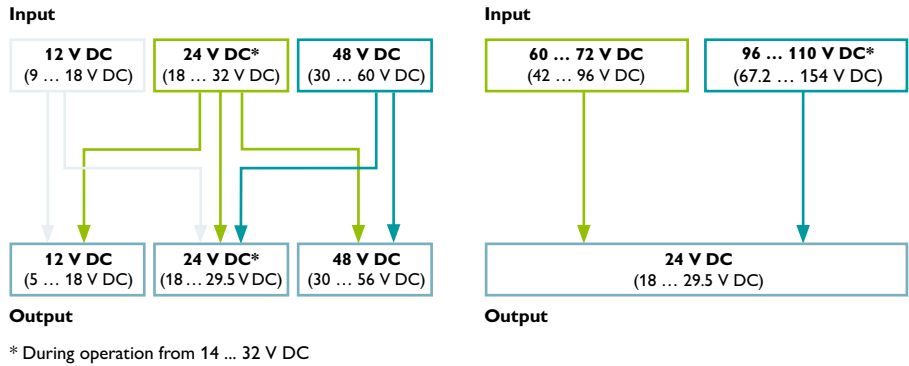 Input
12 V DC
(9 … 18 V DC)
24 V DC*
(18 … 32 V DC)
48 V DC
(30 … 60 V DC)
12 V DC
(5 … 18 V DC)
24 V DC*
(18 … 29.5 V DC)
48 V DC
(30 … 56 V DC)
Output
* During operation from 14 ... 32 V DC
Input
60 … 72 V DC
(42 … 96 V DC)
96 … 110 V DC*
(67.2 … 154 V DC)
24 V DC
(18 … 29.5 V DC)
Output